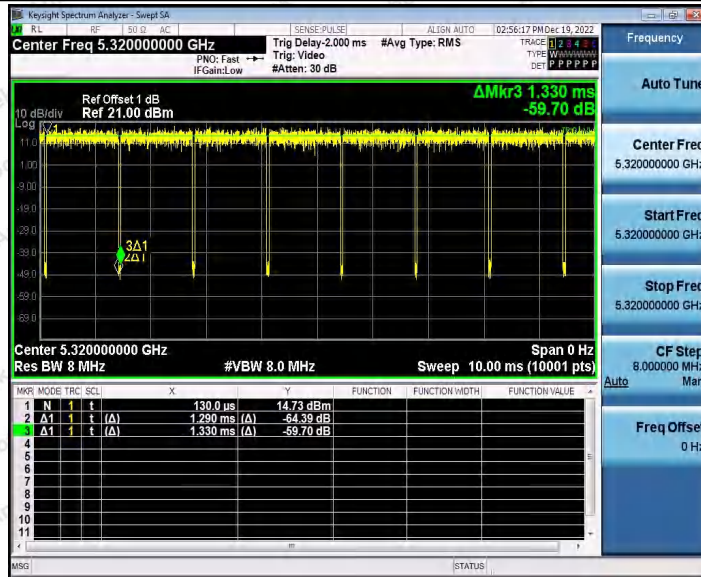 Keysight Spectrum Analyzer - Swept SA
RL RF 50 Ω AC SENSE:PULSE ALIGN AUTO 02:56:17 PM Dec 19, 2022
Center Freq 5.320000000 GHz
PNO: Fast
IFGain:Low
Trig Delay-2.000 ms
Trig: Video
#Atten: 30 dB
#Avg Type: RMS
TRACE 1 2 3 4 5 6
TYPE WWWWWW
DET P P P P P P
ΔMkr3 1.330 ms
-59.70 dB
Ref Offset 1 dB
10 dB/div Ref 21.00 dBm
Log
1
11.0
1.00
-9.00
-19.0
-29.0
-39.0
-49.0
-59.0
-69.0
3Δ1
2Δ1
Center 5.320000000 GHz Span 0 Hz
Res BW 8 MHz #VBW 8.0 MHz Sweep 10.00 ms (10001 pts)
MKR MODE TRC SCL X Y FUNCTION FUNCTION WIDTH FUNCTION VALUE
1 N 1 t 130.0 µs 14.73 dBm
2 Δ1 1 t (Δ) 1.290 ms (Δ) -64.39 dB
3 Δ1 1 t (Δ) 1.330 ms (Δ) -59.70 dB
4
5
6
7
8
9
10
11
MSG STATUS
Frequency
Auto Tune
Center Freq
5.320000000 GHz
Start Freq
5.320000000 GHz
Stop Freq
5.320000000 GHz
CF Step
8.000000 MHz
Auto Man
Freq Offset
0 Hz